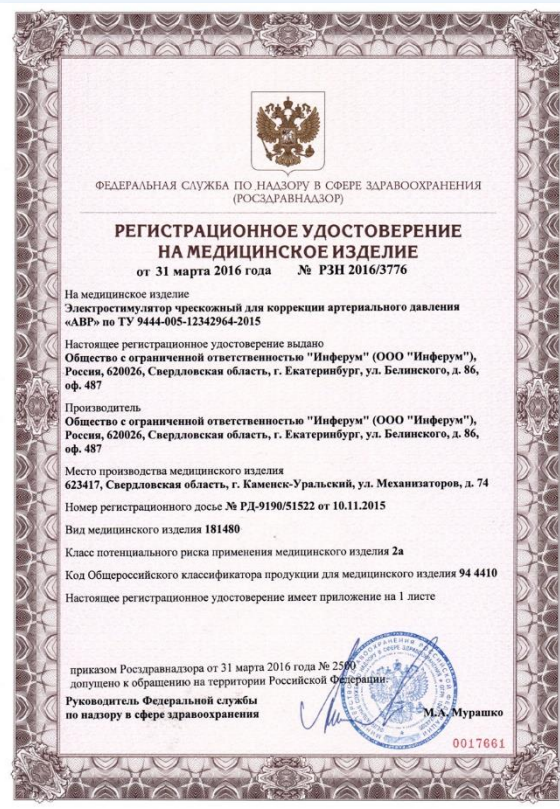 ФЕДЕРАЛЬНАЯ СЛУЖБА ПО НАДЗОРУ В СФЕРЕ ЗДРАВООХРАНЕНИЯ
(РОСЗДРАВНАДЗОР)
РЕГИСТРАЦИОННОЕ УДОСТОВЕРЕНИЕ
НА МЕДИЦИНСКОЕ ИЗДЕЛИЕ
от 31 марта 2016 года № РЗН 2016/3776
На медицинское изделие
Электростимулятор чрескожный для коррекции артериального давления
«АВР» по ТУ 9444-005-12342964-2015
Настоящее регистрационное удостоверение выдано
Общество с ограниченной ответственностью "Инферум" (ООО "Инферум"),
Россия, 620026, Свердловская область, г. Екатеринбург, ул. Белинского, д. 86,
оф. 487
Производитель
Общество с ограниченной ответственностью "Инферум" (ООО "Инферум"),
Россия, 620026, Свердловская область, г. Екатеринбург, ул. Белинского, д. 86,
оф. 487
Место производства медицинского изделия
623417, Свердловская область, г. Каменск-Уральский, ул. Механизаторов, д. 74
Номер регистрационного досье № РД-9190/51522 от 10.11.2015
Вид медицинского изделия 181480
Класс потенциального риска применения медицинского изделия 2а
Код Общероссийского классификатора продукции для медицинского изделия 94 4410
Настоящее регистрационное удостоверение имеет приложение на 1 листе
приказом Росздравнадзора от 31 марта 2016 года № 2500
допущено к обращению на территории Российской Федерации.
Руководитель Федеральной службы
по надзору в сфере здравоохранения
М.А. Мурашко
0017661